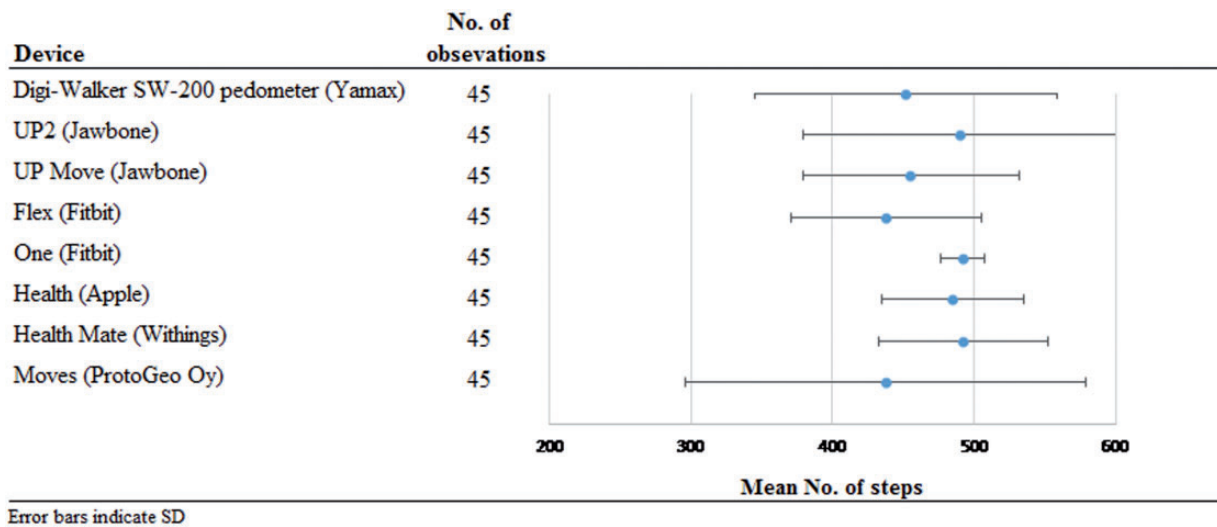 No. of
Device obsevations
Digi-Walker SW-200 pedometer (Yamax) 45
UP2 (Jawbone) 45
UP Move (Jawbone) 45
Flex (Fitbit) 45
One (Fitbit) 45
Health (Apple) 45
Health Mate (Withings) 45
Moves (ProtoGeo Oy) 45
200 300 400 500 600
Mean No. of steps
Error bars indicate SD